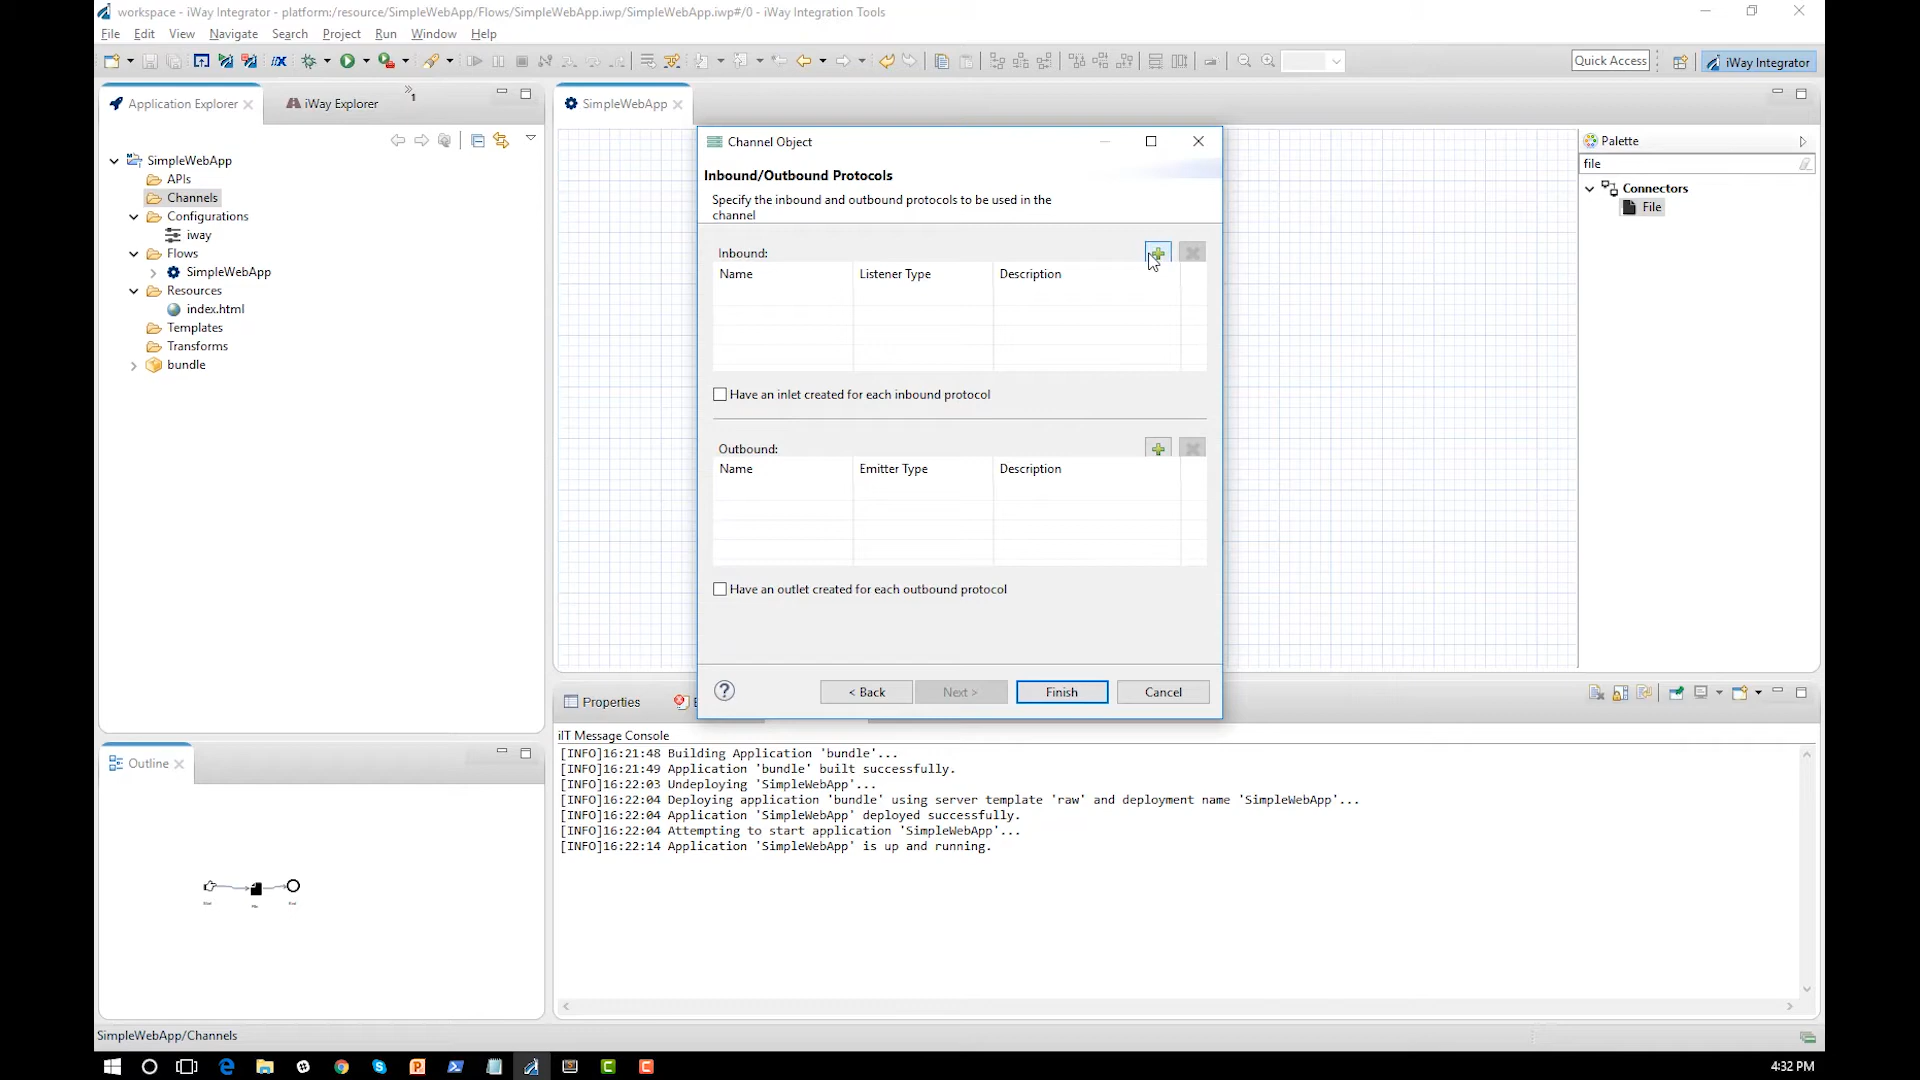 workspace - iWay Integrator - platform:/resource/SimpleWebApp/Flows/SimpleWebApp.iwp/SimpleWebApp.iwp#/0 - iWay Integration Tools
File Edit View Navigate Search Project Run Window Help
Quick Access
iWay Integrator
Application Explorer
iWay Explorer
1
SimpleWebApp
APIs
Channels
Configurations
iway
Flows
SimpleWebApp
Resources
index.html
Templates
Transforms
bundle
SimpleWebApp
Channel Object
Inbound/Outbound Protocols
Specify the inbound and outbound protocols to be used in the
channel
Inbound:
Name Listener Type Description
Have an inlet created for each inbound protocol
Outbound:
Name Emitter Type Description
Have an outlet created for each outbound protocol
< Back Next > Finish Cancel
Palette
file
Connectors
File
Properties
iIT Message Console
[INFO]16:21:48 Building Application 'bundle'...
[INFO]16:21:49 Application 'bundle' built successfully.
[INFO]16:22:03 Undeploying 'SimpleWebApp'...
[INFO]16:22:04 Deploying application 'bundle' using server template 'raw' and deployment name 'SimpleWebApp'...
[INFO]16:22:04 Application 'SimpleWebApp' deployed successfully.
[INFO]16:22:04 Attempting to start application 'SimpleWebApp'...
[INFO]16:22:14 Application 'SimpleWebApp' is up and running.
Outline
SimpleWebApp/Channels
4:32 PM